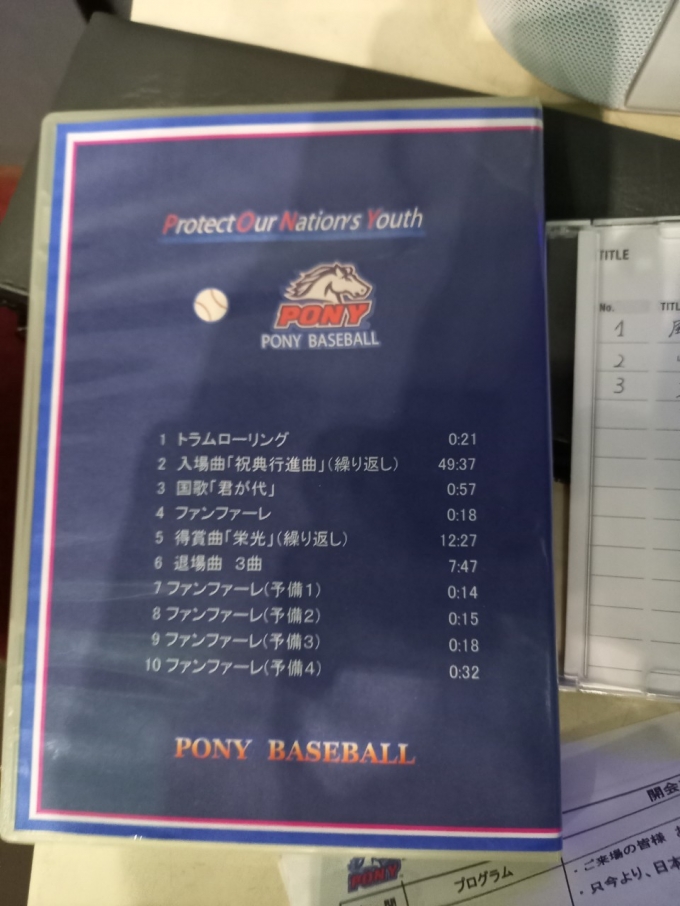 Protect Our Nation's Youth
PONY
PONY BASEBALL
1 トラムローリング 0:21
2 入場曲「祝典行進曲」(繰り返し) 49:37
3 国歌「君が代」 0:57
4 ファンファーレ 0:18
5 得賞曲「栄光」(繰り返し) 12:27
6 退場曲 3曲 7:47
7 ファンファーレ(予備1) 0:14
8 ファンファーレ(予備2) 0:15
9 ファンファーレ(予備3) 0:18
10 ファンファーレ(予備4) 0:32
PONY BASEBALL
TITLE
No. TITL
1
2
3
開会
PONY
プログラム
・ご来場の皆様
・只今より、日本
開